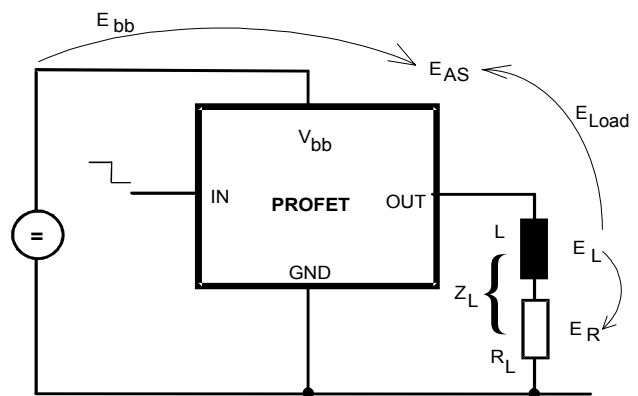 E bb
E AS
E Load
V bb
IN
PROFET
OUT
L
E L
GND
Z L {
E R
R L
=